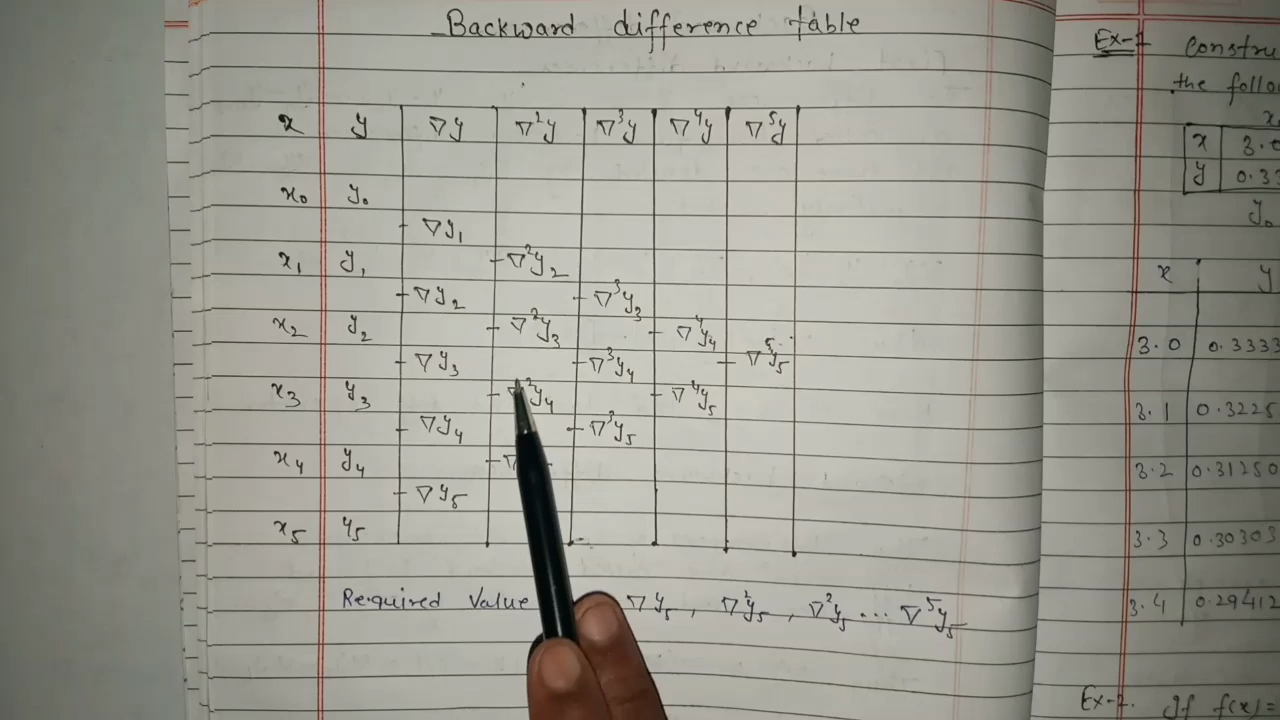 Backward difference table
x y ∇y ∇²y ∇³y ∇⁴y ∇⁵y
x₀ y₀
∇y₁
x₁ y₁ ∇²y₂
∇y₂ ∇³y₃
x₂ y₂ ∇²y₃ ∇⁴y₄
∇y₃ ∇³y₄ ∇⁵y₅
x₃ y₃ ∇²y₄ ∇⁴y₅
∇y₄ ∇³y₅
x₄ y₄ ∇
∇y₅
x₅ y₅
Required Value ∇y₅, ∇²y₅, ∇²y₅ ... ∇⁵y₅
Ex-1 Constru
the follo
x 3.0
y 0.33
y₀
x y
3.0 0.3333
3.1 0.3225
3.2 0.31250
3.3 0.30303
3.4 0.29412
Ex-2. If f(x)=